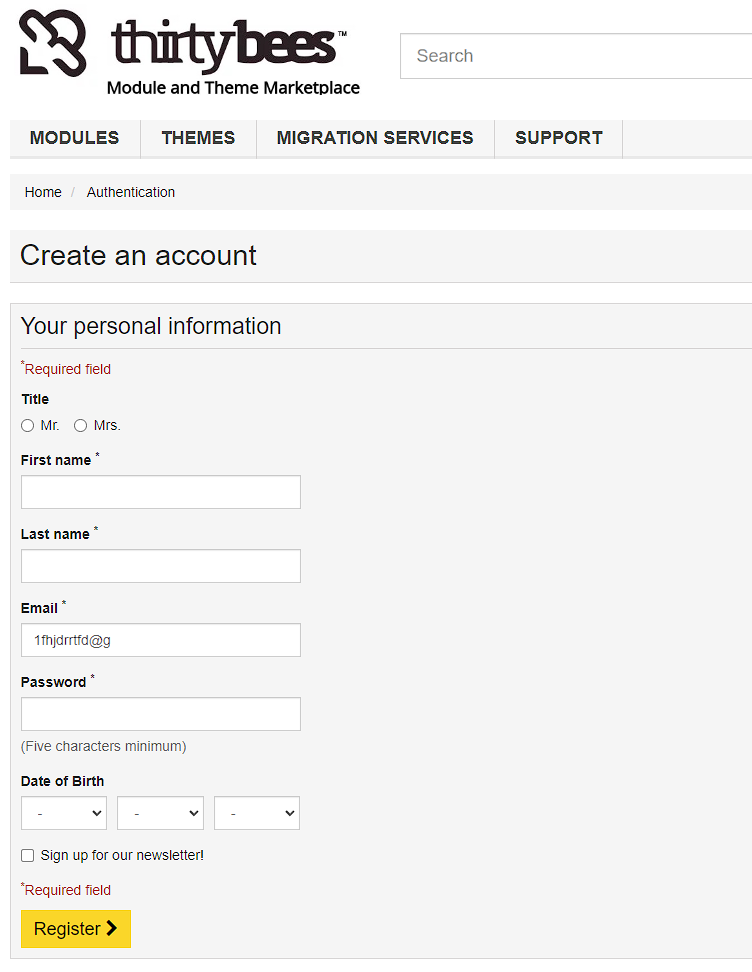 thirtybees™
Module and Theme Marketplace
Search
MODULES THEMES MIGRATION SERVICES SUPPORT
Home / Authentication
Create an account
Your personal information
*Required field
Title
Mr. Mrs.
First name *
Last name *
Email *
1fhjdrrtfd@g
Password *
(Five characters minimum)
Date of Birth
- - -
Sign up for our newsletter!
*Required field
Register